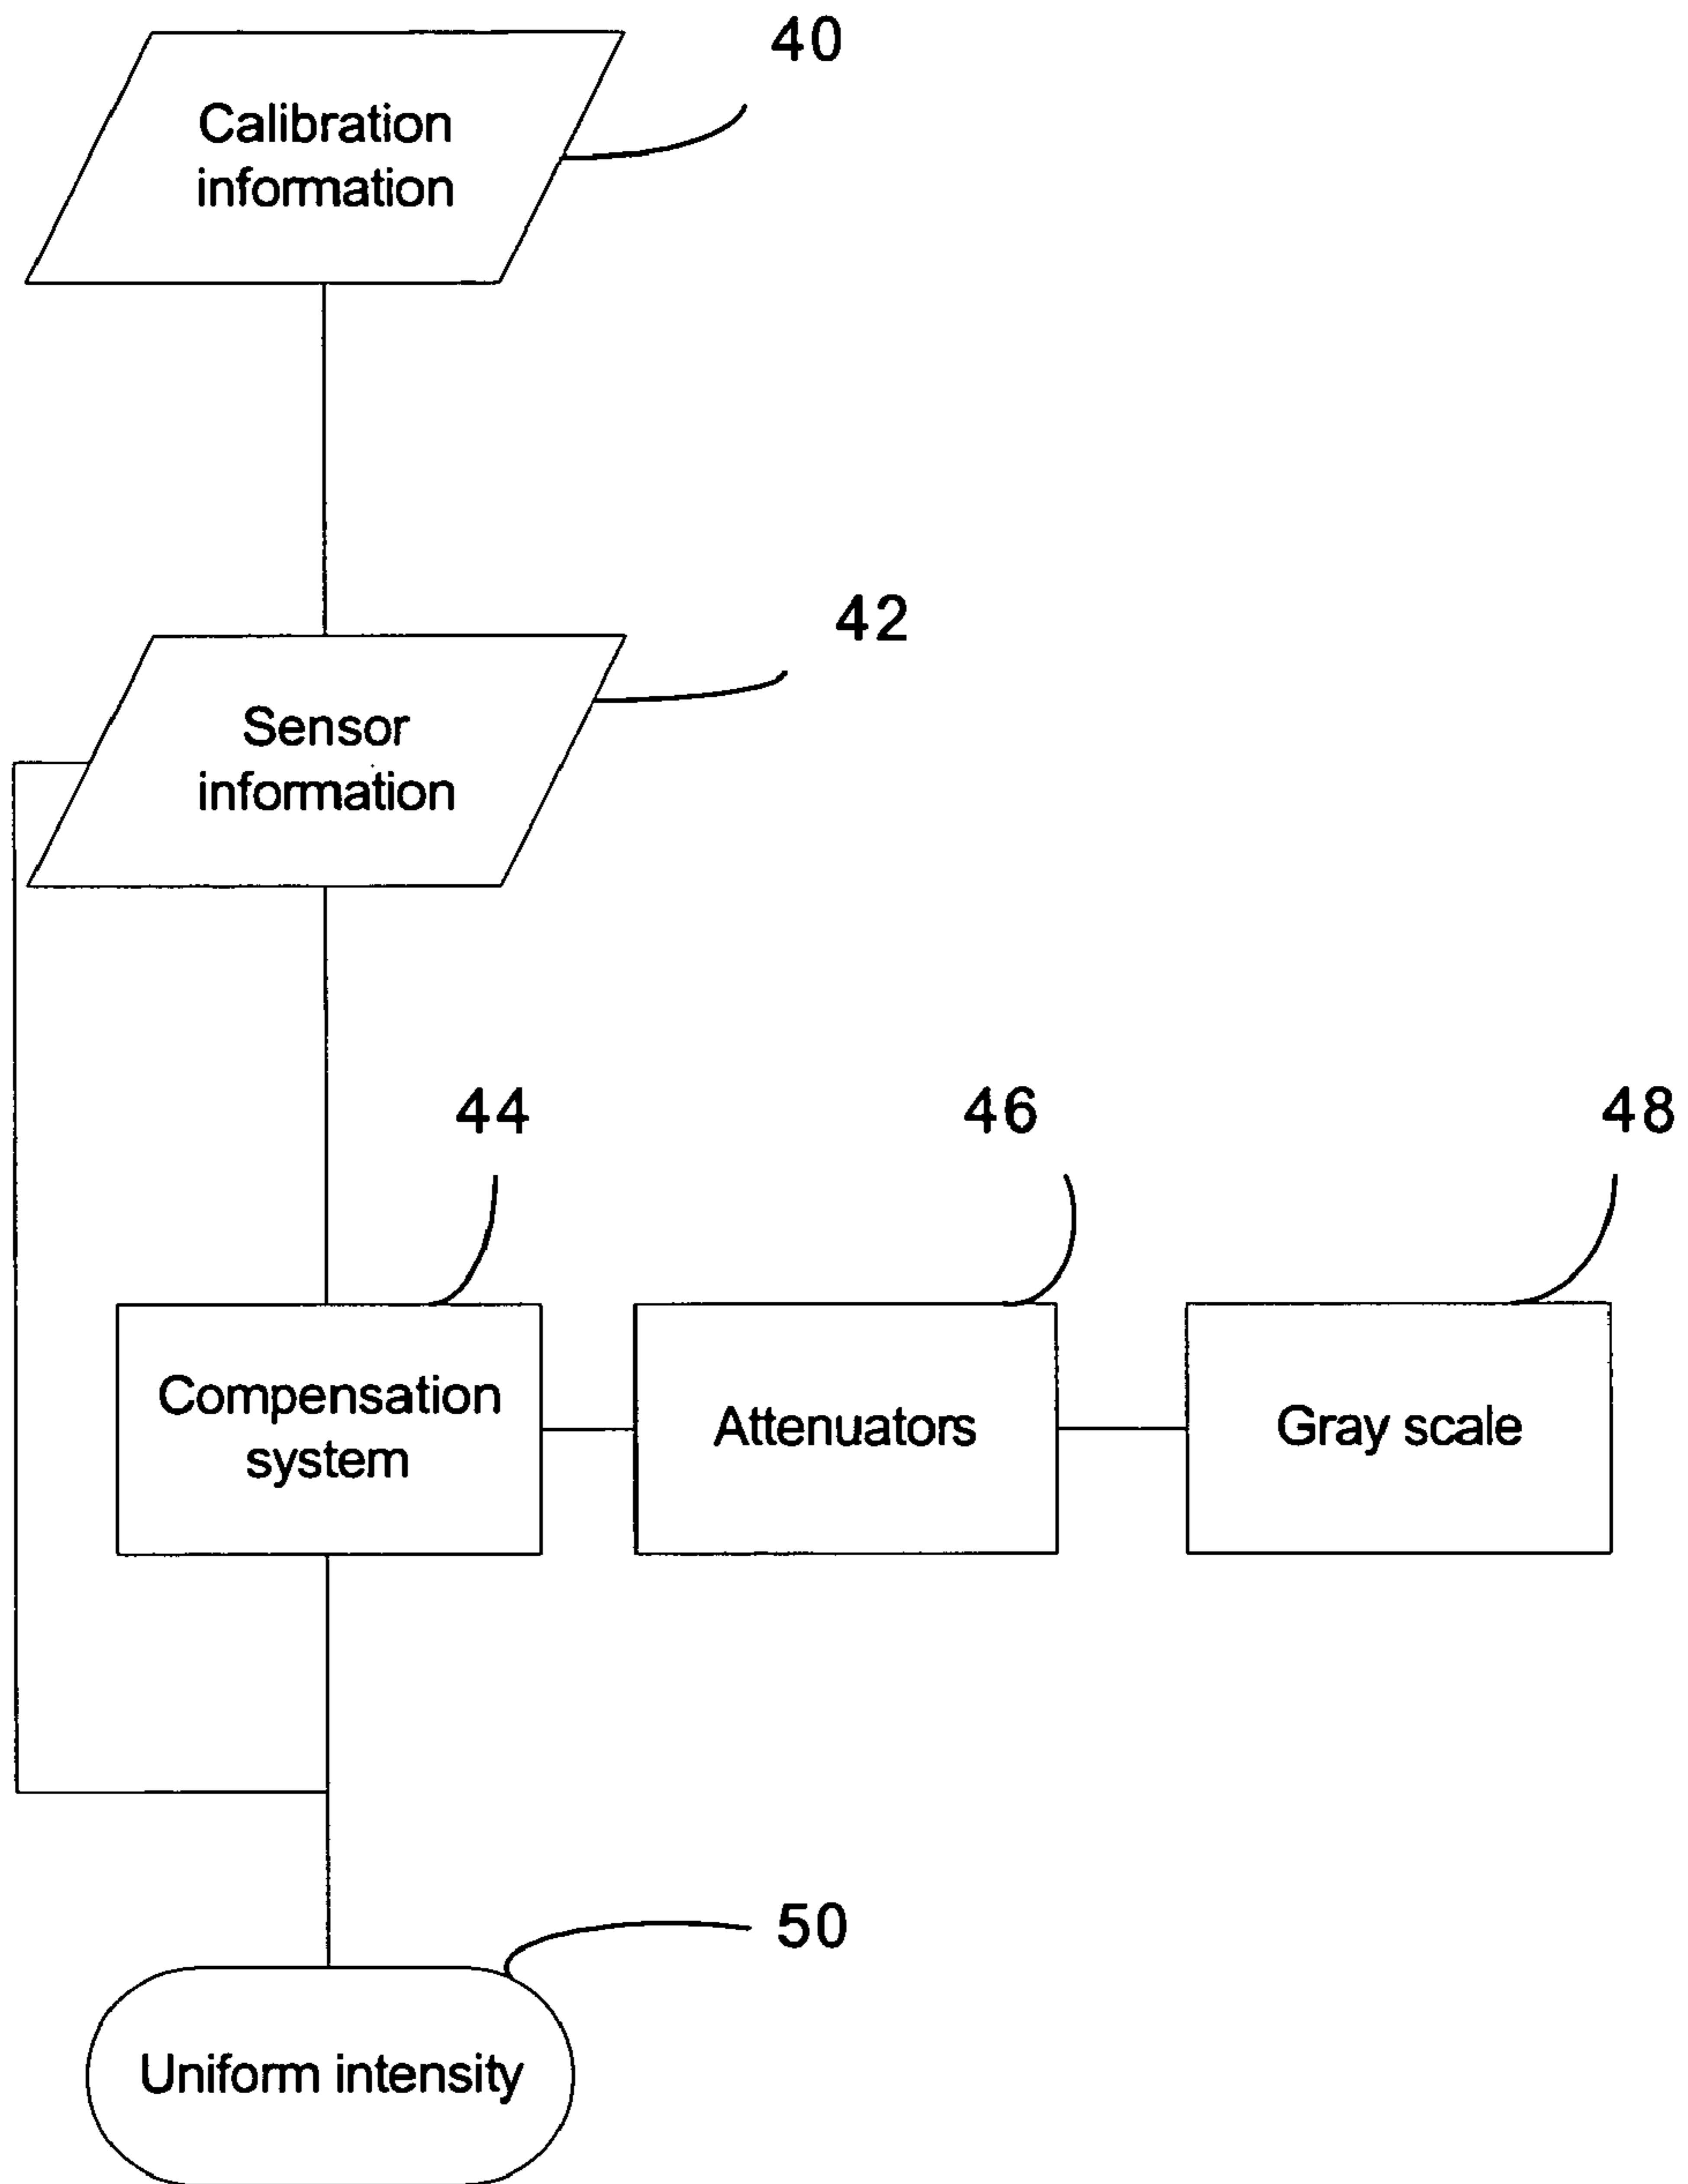 40
Calibration
information
42
Sensor
information
44
46
48
Compensation
system
Attenuators
Gray scale
50
Uniform intensity